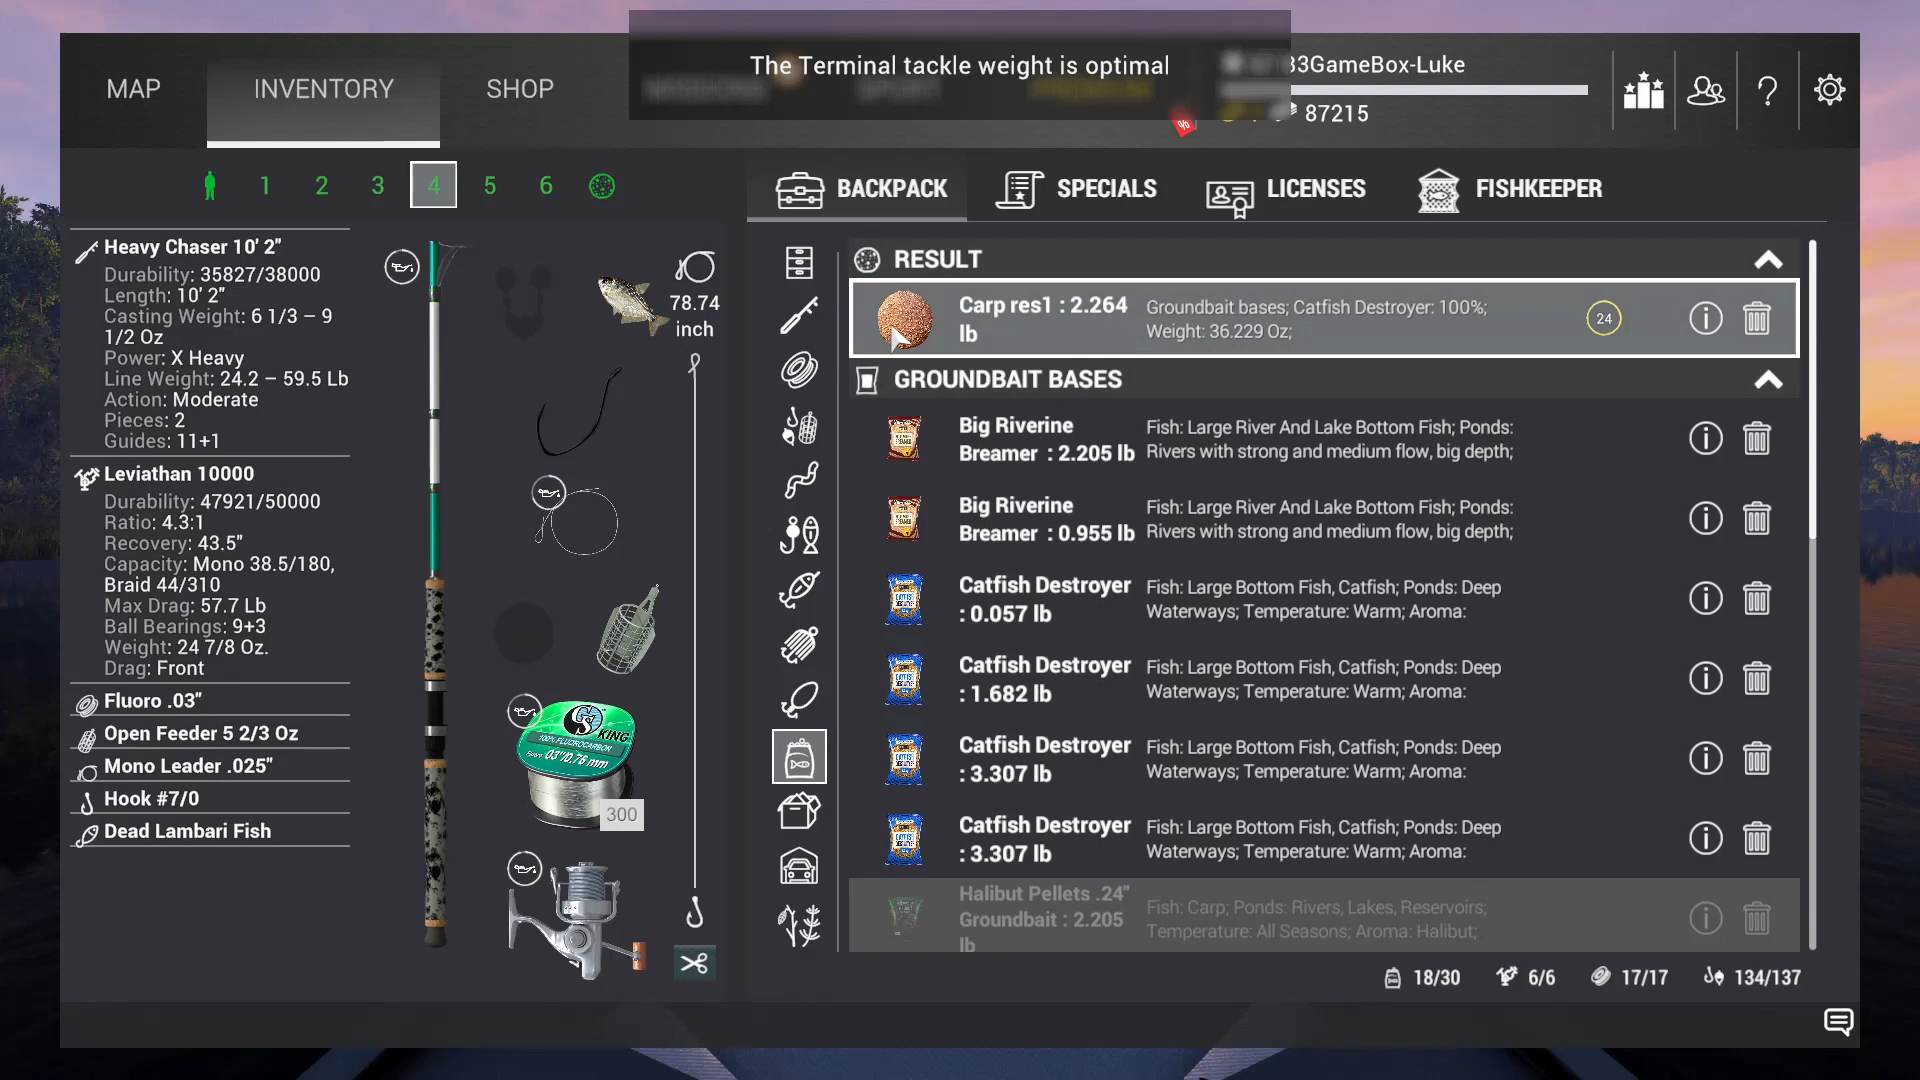 The Terminal tackle weight is optimal
MAP
INVENTORY
SHOP
33GameBox-Luke
87215
%
1
2
3
4
5
6
BACKPACK
SPECIALS
LICENSES
FISHKEEPER
Heavy Chaser 10' 2"
Durability: 35827/38000
Length: 10' 2"
Casting Weight: 6 1/3 – 9
1/2 Oz
Power: X Heavy
Line Weight: 24.2 – 59.5 Lb
Action: Moderate
Pieces: 2
Guides: 11+1
Leviathan 10000
Durability: 47921/50000
Ratio: 4.3:1
Recovery: 43.5"
Capacity: Mono 38.5/180,
Braid 44/310
Max Drag: 57.7 Lb
Ball Bearings: 9+3
Weight: 24 7/8 Oz.
Drag: Front
Fluoro .03"
Open Feeder 5 2/3 Oz
Mono Leader .025"
Hook #7/0
Dead Lambari Fish
78.74
inch
GS
KING
100% FLUOROCARBON
.03"/0.76 mm
300
RESULT
Carp res1 : 2.264
lb
Groundbait bases; Catfish Destroyer: 100%;
Weight: 36.229 Oz;
24
GROUNDBAIT BASES
Big Riverine
Breamer : 2.205 lb
Fish: Large River And Lake Bottom Fish; Ponds:
Rivers with strong and medium flow, big depth;
Big Riverine
Breamer : 0.955 lb
Fish: Large River And Lake Bottom Fish; Ponds:
Rivers with strong and medium flow, big depth;
Catfish Destroyer
: 0.057 lb
Fish: Large Bottom Fish, Catfish; Ponds: Deep
Waterways; Temperature: Warm; Aroma:
Catfish Destroyer
: 1.682 lb
Fish: Large Bottom Fish, Catfish; Ponds: Deep
Waterways; Temperature: Warm; Aroma:
Catfish Destroyer
: 3.307 lb
Fish: Large Bottom Fish, Catfish; Ponds: Deep
Waterways; Temperature: Warm; Aroma:
Catfish Destroyer
: 3.307 lb
Fish: Large Bottom Fish, Catfish; Ponds: Deep
Waterways; Temperature: Warm; Aroma:
Halibut Pellets .24"
Groundbait : 2.205
lb
Fish: Carp; Ponds: Rivers, Lakes, Reservoirs;
Temperature: All Seasons; Aroma: Halibut;
18/30
6/6
17/17
134/137